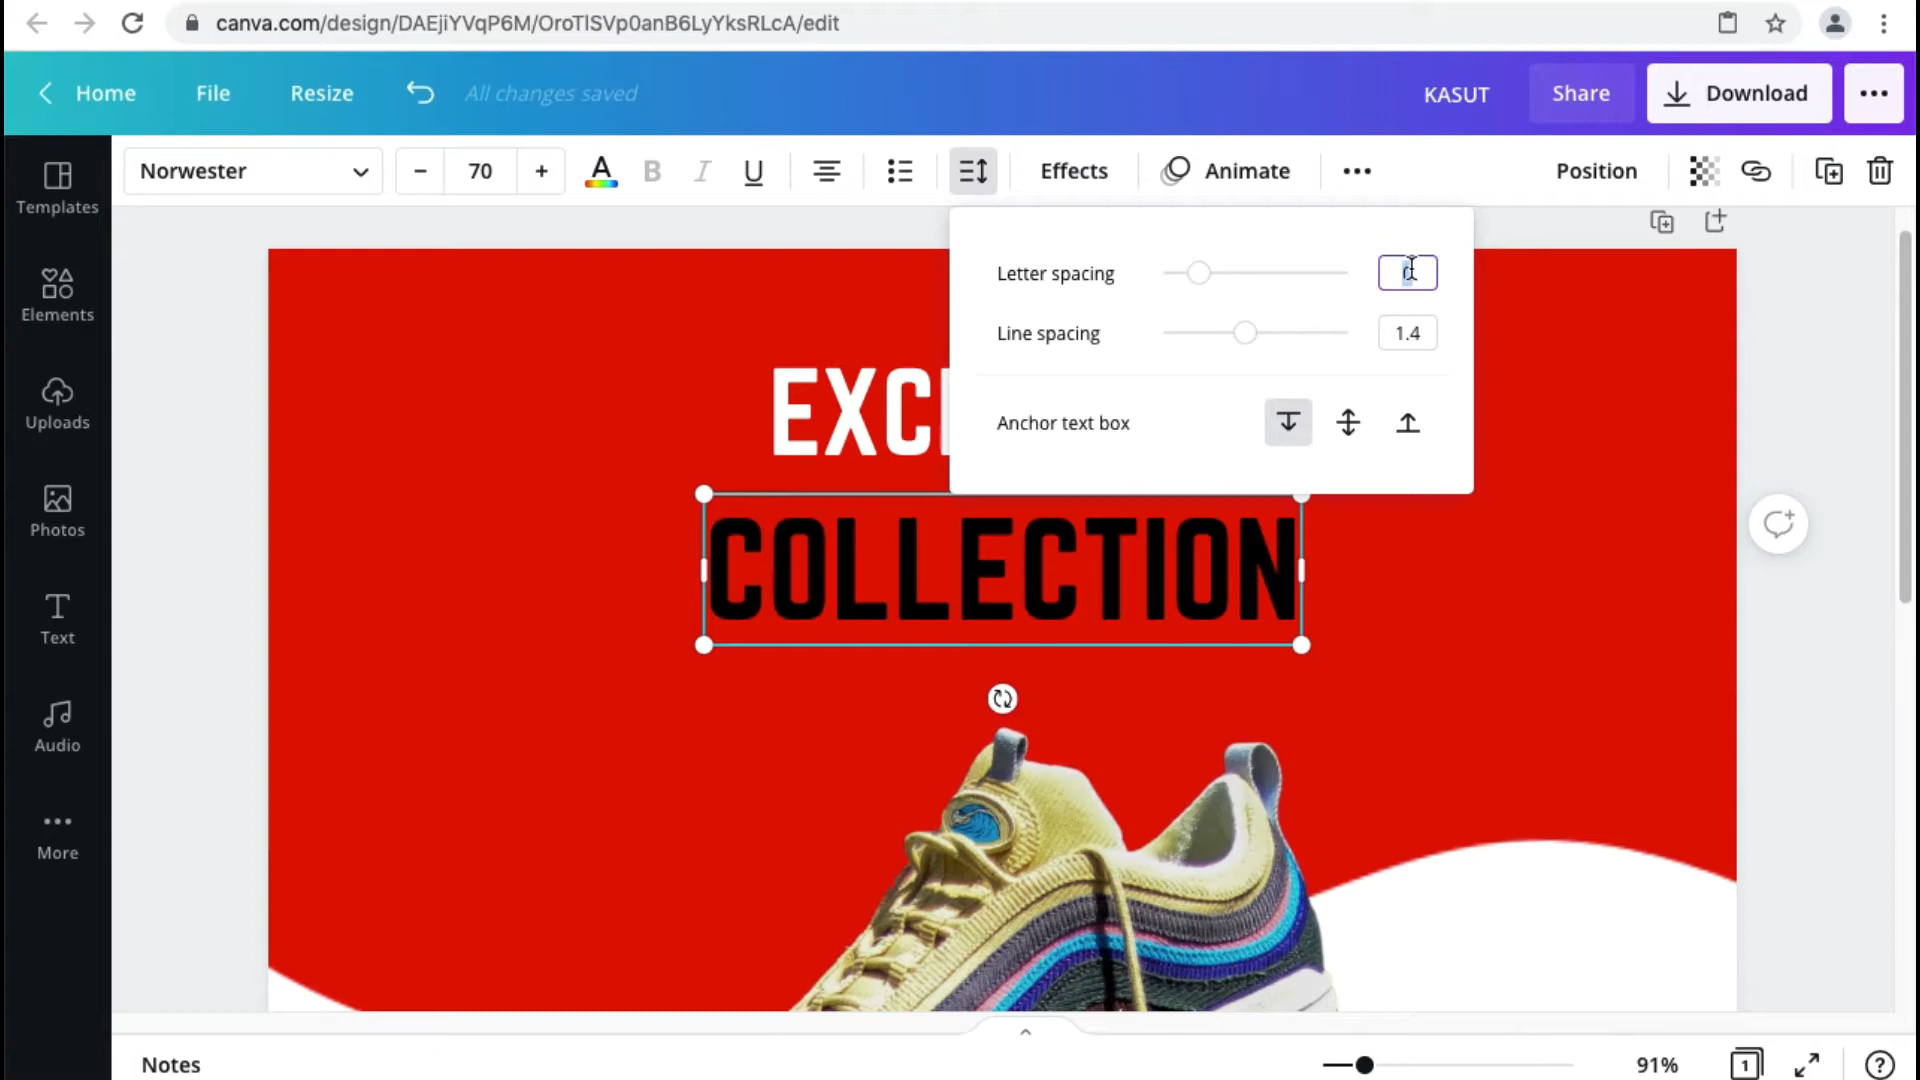 canva.com/design/DAEjiYVqP6M/OroTlSVp0anB6LyYksRLcA/edit
Home File Resize All changes saved KASUT Share Download
Norwester 70 A B I U Effects Animate Position
Templates
Elements
Uploads
Photos
Text
Audio
More
Letter spacing 0
Line spacing 1.4
Anchor text box
EXC
COLLECTION
Notes 91% 1 ?